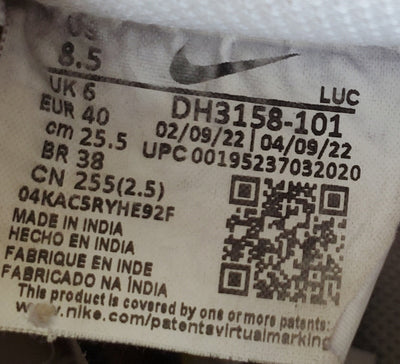 US
8.5
UK 6
LUC
EUR 40
DH3158-101
cm 25.5
02/09/22 | 04/09/22
BR 38
UPC 00195237032020
CN 255(2.5)
04KAC5RYHE92F
MADE IN INDIA
HECHO EN INDIA
FABRIQUE EN INDE
FABRICADO NA ÍNDIA
This product is covered by one or more patents:
www.nike.com/patentsvirtualmarking